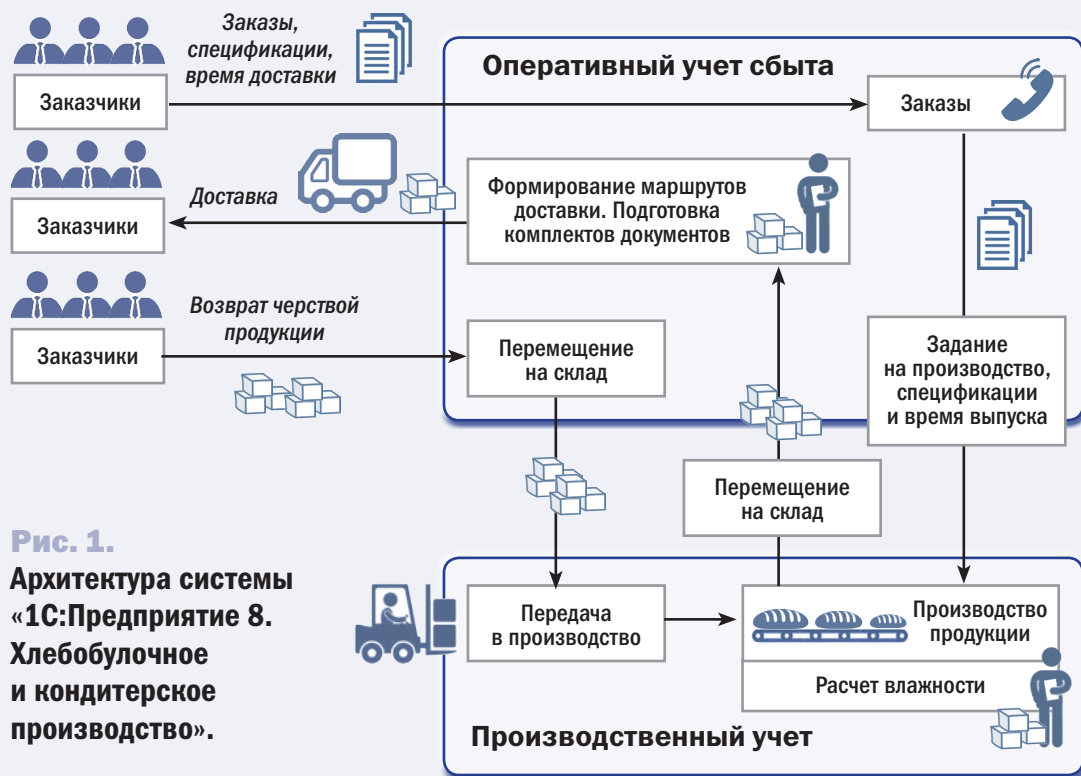 Заказы,
спецификации,
время доставки
Заказчики
Оперативный учет сбыта
Заказы
Доставка
Заказчики
Формирование маршрутов
доставки. Подготовка
комплектов документов
Возврат черствой
продукции
Заказчики
Перемещение
на склад
Задание
на производство,
спецификации
и время выпуска
Перемещение
на склад
Рис. 1.
Архитектура системы
«1С:Предприятие 8.
Хлебобулочное
и кондитерское
производство».
Передача
в производство
Производство
продукции
Расчет влажности
Производственный учет